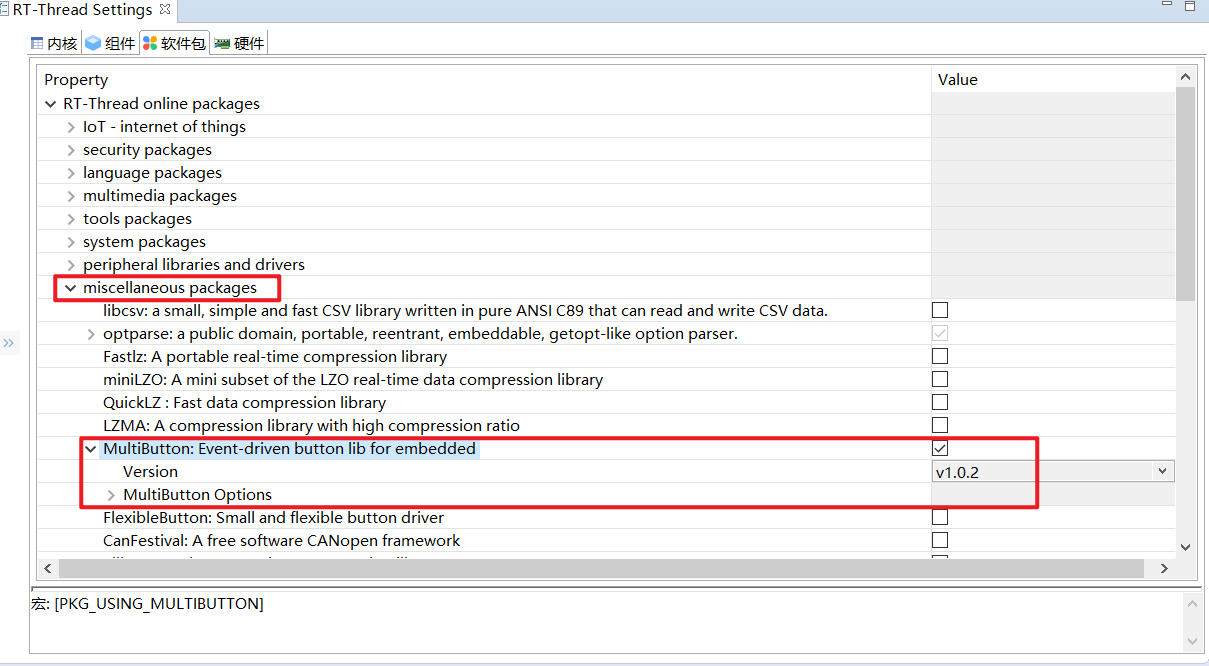 RT-Thread Settings
内核 组件 软件包 硬件
Property Value
RT-Thread online packages
IoT - internet of things
security packages
language packages
multimedia packages
tools packages
system packages
peripheral libraries and drivers
miscellaneous packages
libcsv: a small, simple and fast CSV library written in pure ANSI C89 that can read and write CSV data.
optparse: a public domain, portable, reentrant, embeddable, getopt-like option parser.
Fastlz: A portable real-time compression library
miniLZO: A mini subset of the LZO real-time data compression library
QuickLZ : Fast data compression library
LZMA: A compression library with high compression ratio
MultiButton: Event-driven button lib for embedded
Version v1.0.2
MultiButton Options
FlexibleButton: Small and flexible button driver
CanFestival: A free software CANopen framework
宏: [PKG_USING_MULTIBUTTON]